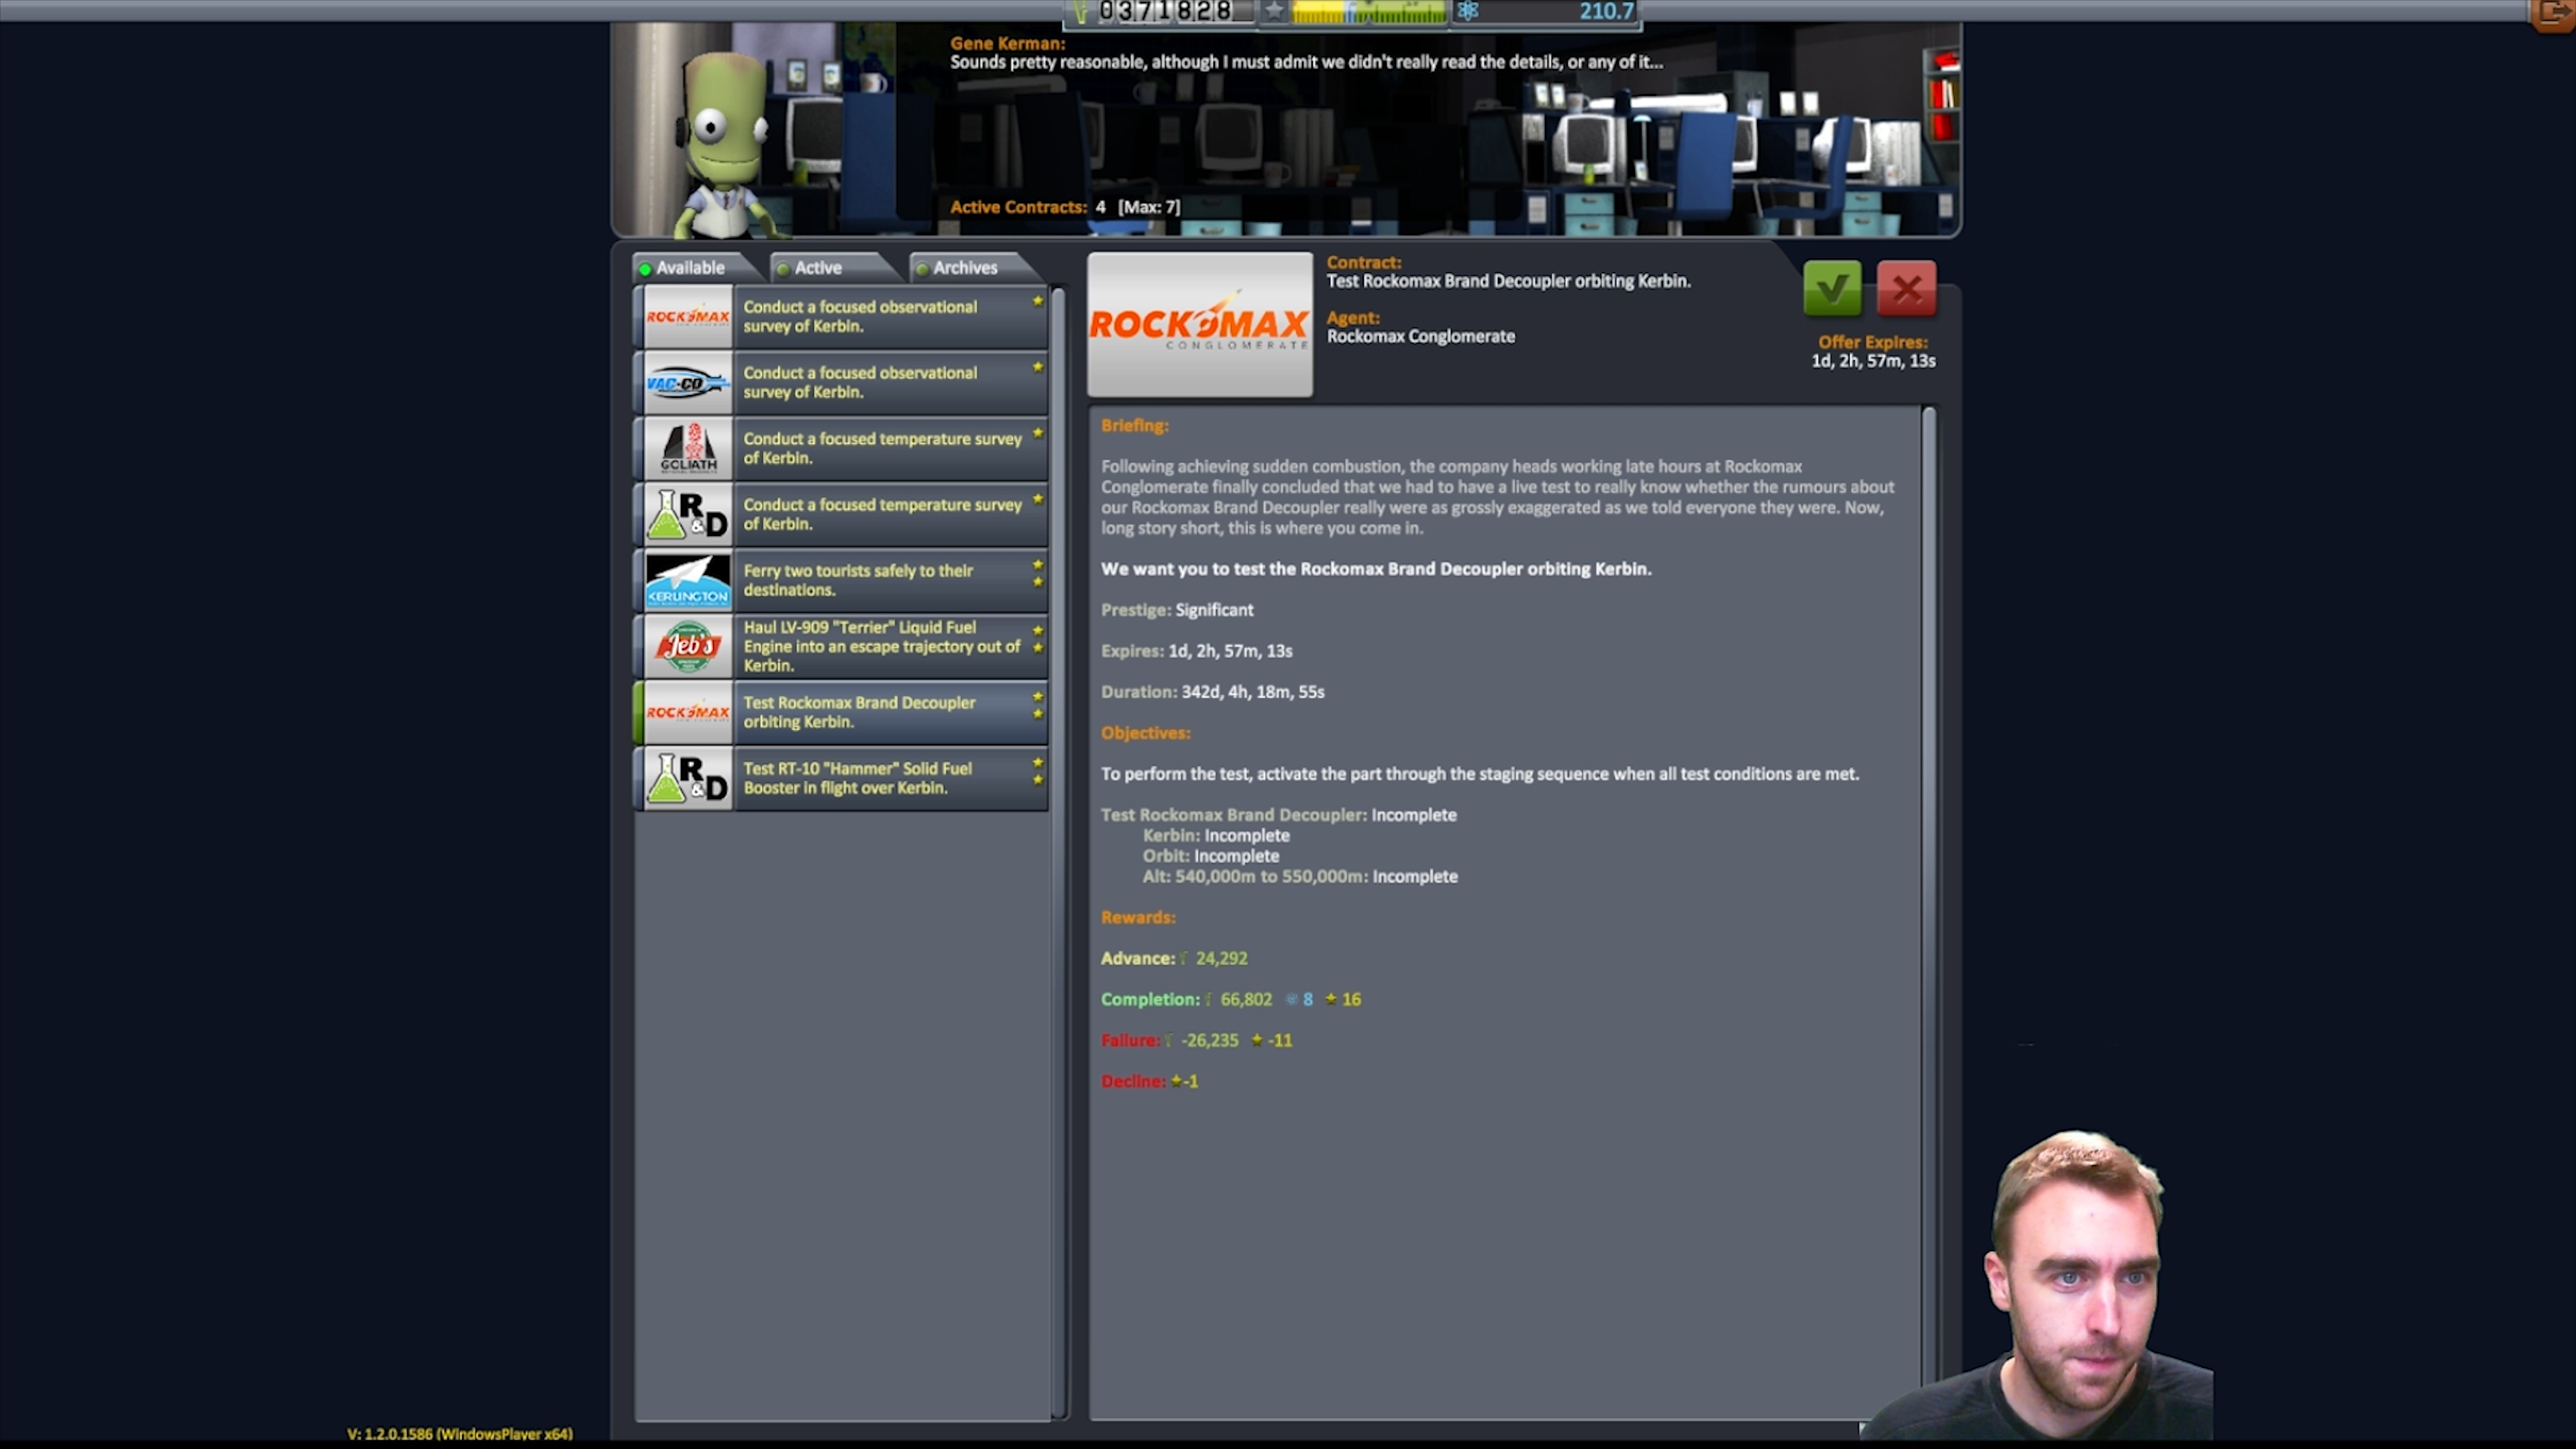 0371828
210.7
Gene Kerman:
Sounds pretty reasonable, although I must admit we didn't really read the details, or any of it...
Active Contracts: 4 [Max: 7]
Available
Active
Archives
ROCKOMAX
Conduct a focused observational
survey of Kerbin.
VAC-CO
Conduct a focused observational
survey of Kerbin.
GOLIATH
Conduct a focused temperature survey
of Kerbin.
R&D
Conduct a focused temperature survey
of Kerbin.
KERLINGTON
Ferry two tourists safely to their
destinations.
Jeb's
Haul LV-909 "Terrier" Liquid Fuel
Engine into an escape trajectory out of
Kerbin.
ROCKOMAX
Test Rockomax Brand Decoupler
orbiting Kerbin.
R&D
Test RT-10 "Hammer" Solid Fuel
Booster in flight over Kerbin.
ROCKOMAX
CONGLOMERATE
Contract:
Test Rockomax Brand Decoupler orbiting Kerbin.
Agent:
Rockomax Conglomerate
Offer Expires:
1d, 2h, 57m, 13s
Briefing:
Following achieving sudden combustion, the company heads working late hours at Rockomax
Conglomerate finally concluded that we had to have a live test to really know whether the rumours about
our Rockomax Brand Decoupler really were as grossly exaggerated as we told everyone they were. Now,
long story short, this is where you come in.
We want you to test the Rockomax Brand Decoupler orbiting Kerbin.
Prestige: Significant
Expires: 1d, 2h, 57m, 13s
Duration: 342d, 4h, 18m, 55s
Objectives:
To perform the test, activate the part through the staging sequence when all test conditions are met.
Test Rockomax Brand Decoupler: Incomplete
Kerbin: Incomplete
Orbit: Incomplete
Alt: 540,000m to 550,000m: Incomplete
Rewards:
Advance: 24,292
Completion: 66,802 8 16
Failure: -26,235 -11
Decline: -1
V: 1.2.0.1586 (WindowsPlayer x64)